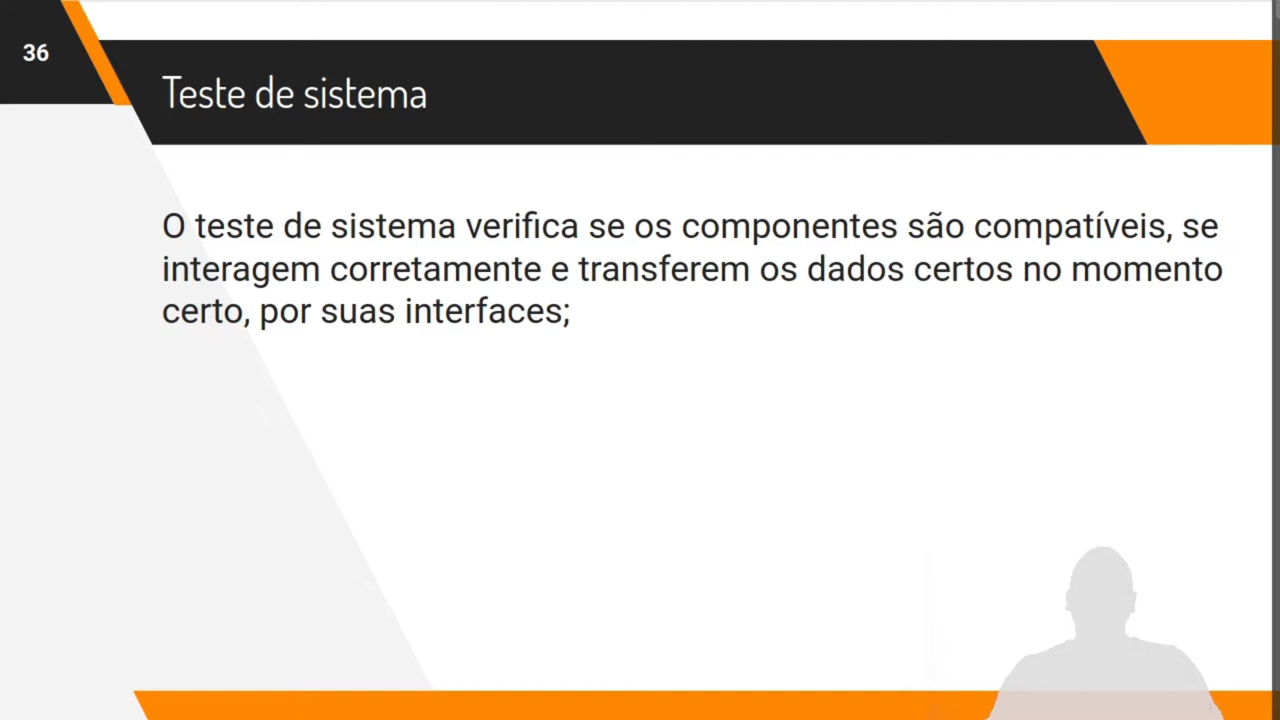 36
Teste de sistema
O teste de sistema verifica se os componentes são compatíveis, se
interagem corretamente e transferem os dados certos no momento
certo, por suas interfaces;